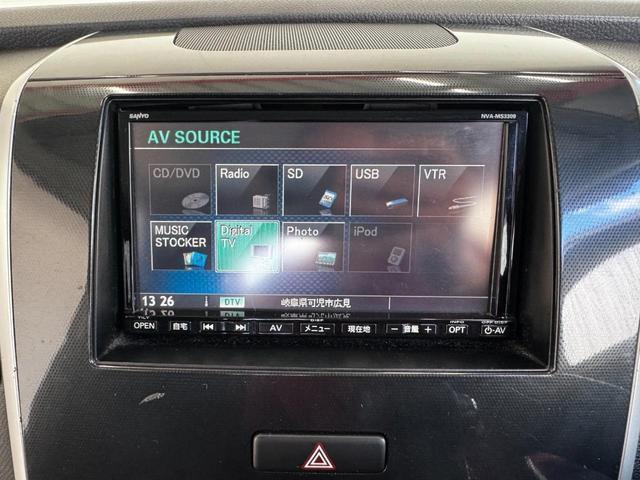 SANYO NVA-MS3309
AV SOURCE
CD/DVD Radio SD USB VTR
MUSIC STOCKER Digital TV Photo iPod
13 26 DTV 岐阜県可児市広見
OPEN 自宅 AV メニュー 現在地 - 音量 + OPT AV